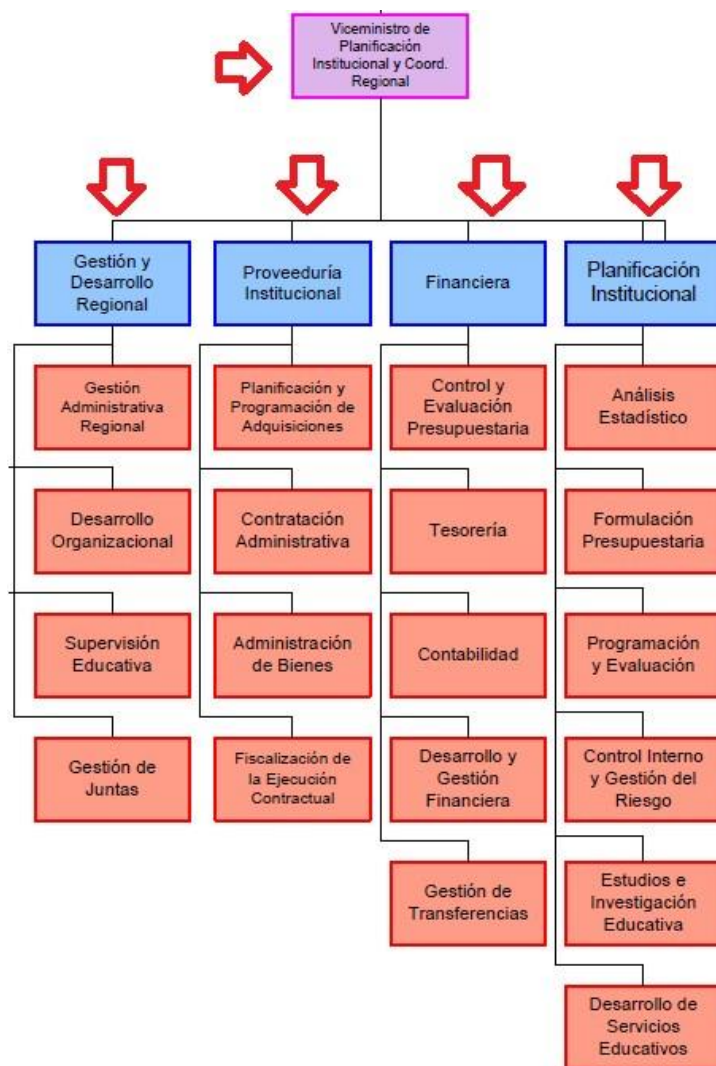 Viceministro de
Planificación
Institucional y Coord.
Regional
Gestión y
Desarrollo
Regional
Proveeduría
Institucional
Financiera
Planificación
Institucional
Gestión
Administrativa
Regional
Planificación y
Programación de
Adquisiciones
Control y
Evaluación
Presupuestaria
Análisis
Estadístico
Desarrollo
Organizacional
Contratación
Administrativa
Tesorería
Formulación
Presupuestaria
Supervisión
Educativa
Administración
de Bienes
Contabilidad
Programación
y Evaluación
Gestión de
Juntas
Fiscalización de
la Ejecución
Contractual
Desarrollo y
Gestión
Financiera
Control Interno
y Gestión del
Riesgo
Gestión de
Transferencias
Estudios e
Investigación
Educativa
Desarrollo de
Servicios
Educativos